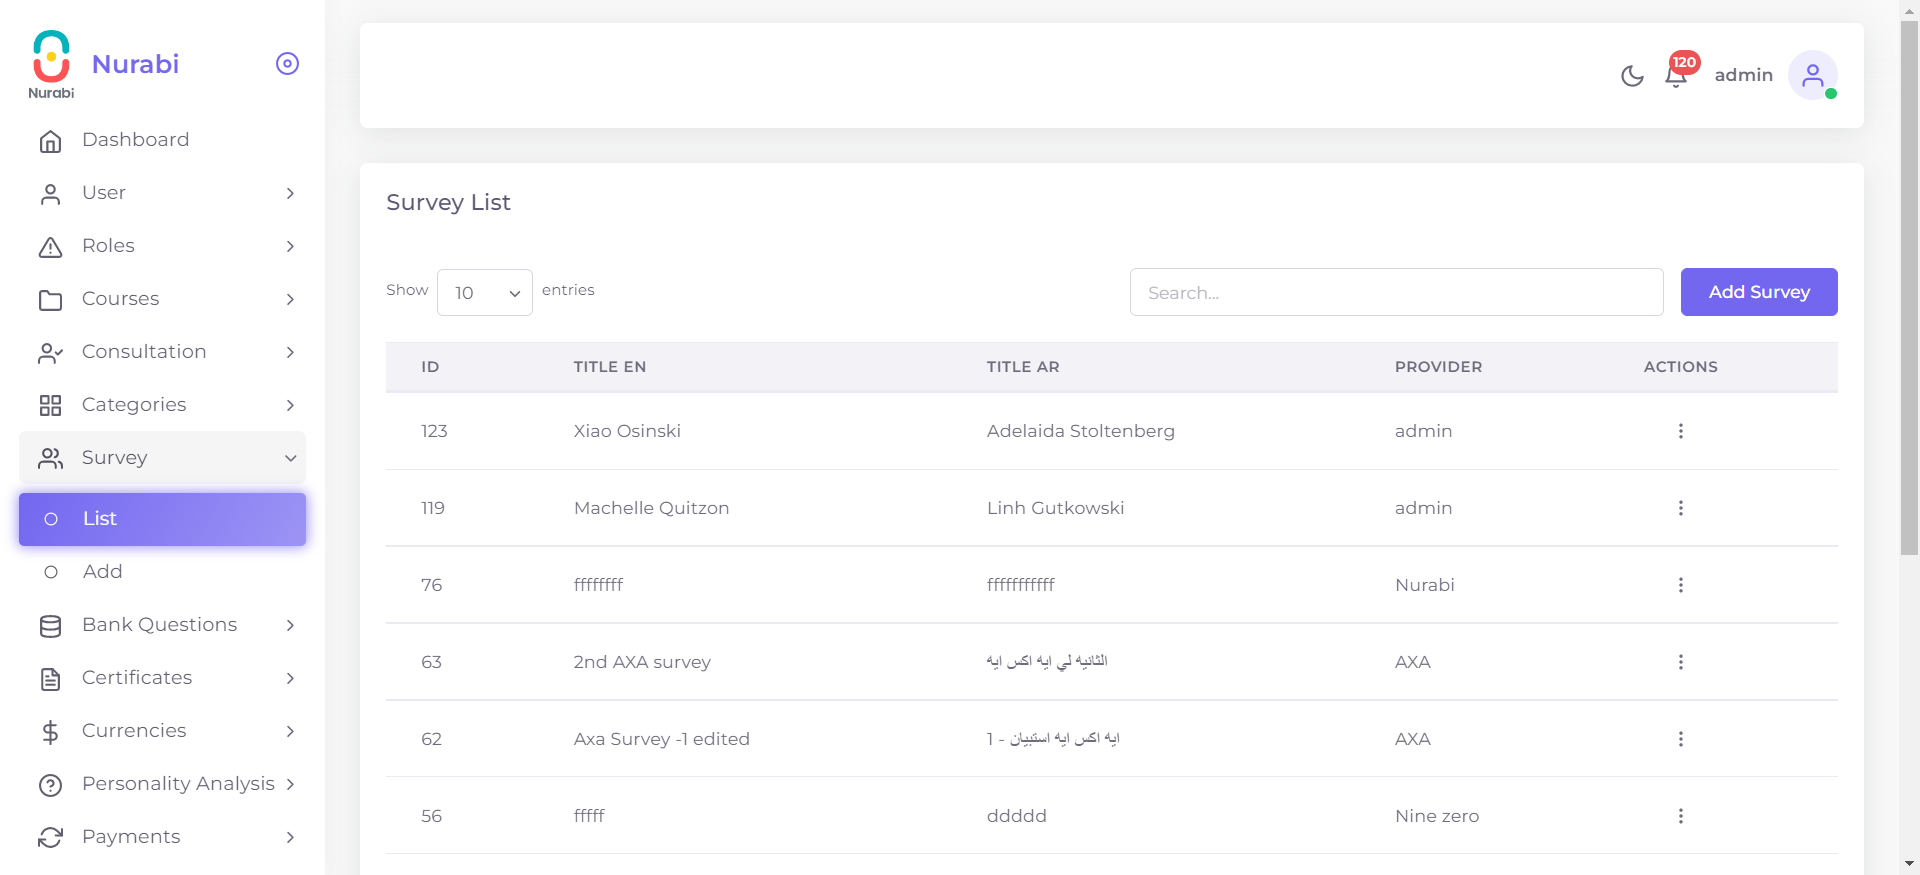 Nurabi
Nurabi
Dashboard
User
Roles
Courses
Consultation
Categories
Survey
List
Add
Bank Questions
Certificates
Currencies
Personality Analysis
Payments
120
admin
Survey List
Show 10 entries
Search...
Add Survey
ID TITLE EN TITLE AR PROVIDER ACTIONS
123 Xiao Osinski Adelaida Stoltenberg admin
119 Machelle Quitzon Linh Gutkowski admin
76 ffffffff fffffffffff Nurabi
63 2nd AXA survey الثانيه لي ايه اكس ايه AXA
62 Axa Survey -1 edited ايه اكس ايه استبيان - 1 AXA
56 fffff ddddd Nine zero